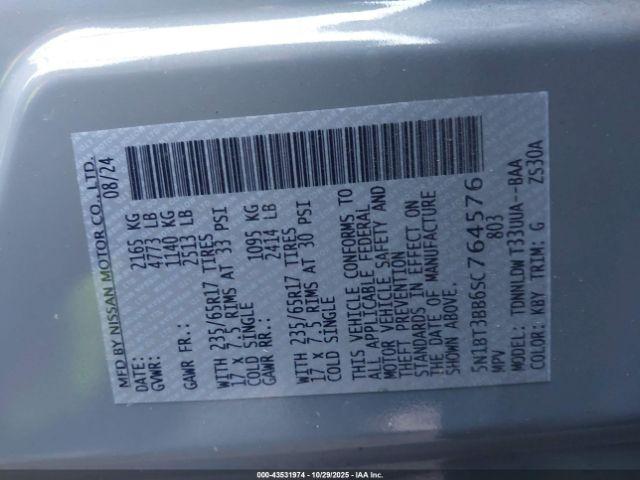 MFD BY NISSAN MOTOR CO., LTD.
DATE: 08/24
GVWR: 2165 KG
4773 LB
GAWR FR.: 1140 KG
2513 LB
WITH 235/65R17 TIRES
17 x 7.5 RIMS AT 33 PSI
COLD SINGLE
GAWR RR.: 1095 KG
2414 LB
WITH 235/65R17 TIRES
17 x 7.5 RIMS AT 30 PSI
COLD SINGLE
THIS VEHICLE CONFORMS TO
ALL APPLICABLE FEDERAL
MOTOR VEHICLE SAFETY AND
THEFT PREVENTION
STANDARDS IN EFFECT ON
THE DATE OF MANUFACTURE
SHOWN ABOVE.
5N1BT3BB6SC764576
MPV 803
MODEL: TDNNLDW T33UUA--BAA
COLOR: KBY TRIM: G ZS30A
000-43531974 | 10/29/2025 - IAA, Inc.